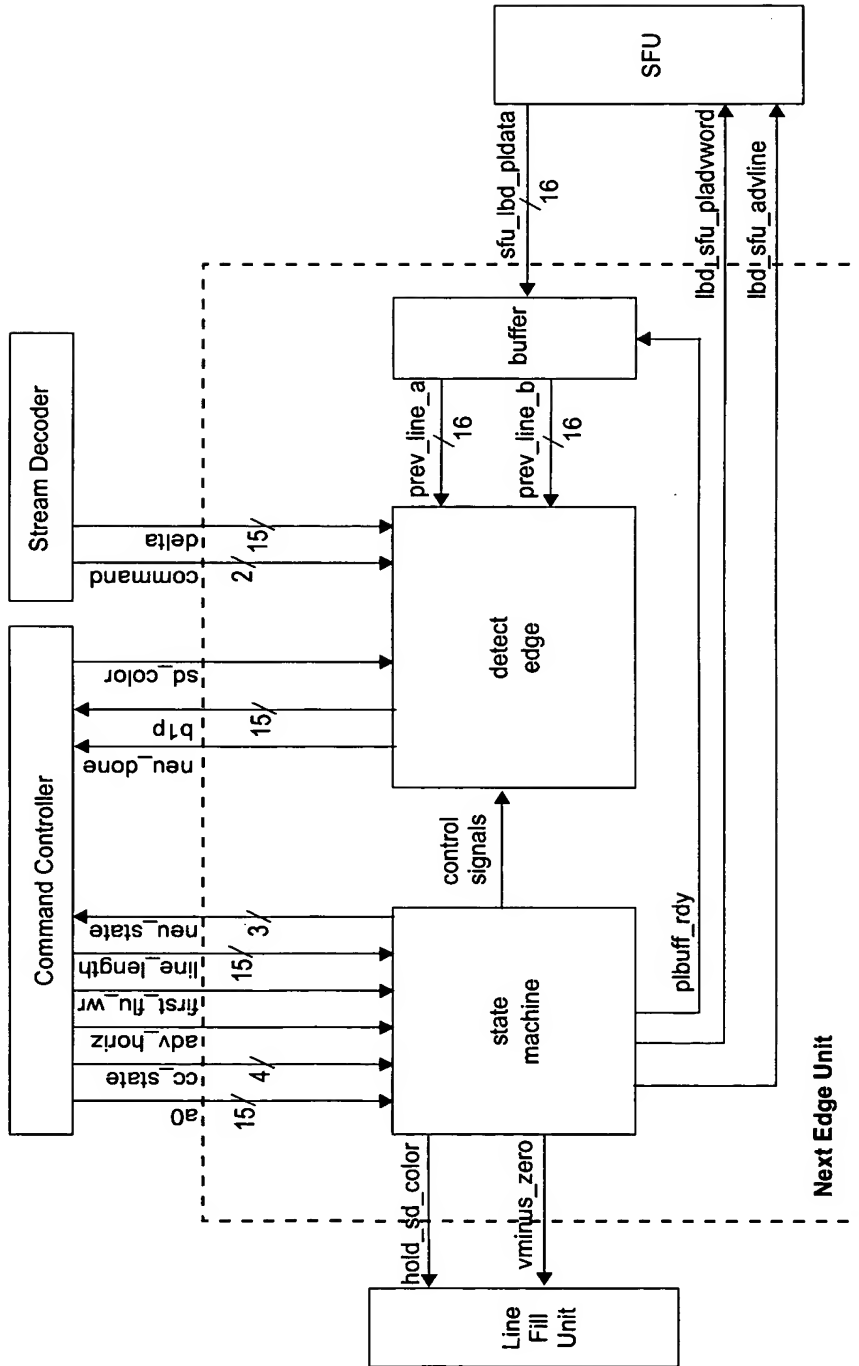 Command Controller
Stream Decoder
a0
15
cc_state
4
adv_horiz
first_flu_wr
line_length
15
neu_state
3
neu_done
b1p
15
sd_color
command
2
delta
15
Line
Fill
Unit
hold_sd_color
vminus_zero
state
machine
control
signals
detect
edge
prev_line_a
16
prev_line_b
16
buffer
sfu_lbd_pldata
16
SFU
plbuff_rdy
lbd_sfu_pladvword
lbd_sfu_advline
Next Edge Unit